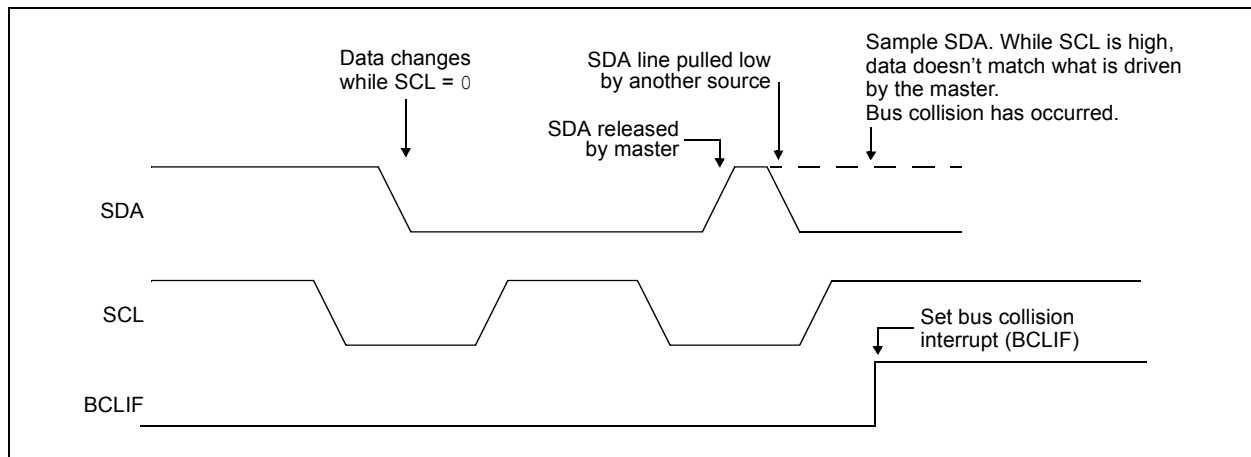 Data changes
while SCL = 0
SDA line pulled low
by another source
Sample SDA. While SCL is high,
data doesn't match what is driven
by the master.
Bus collision has occurred.
SDA released
by master
SDA
SCL
Set bus collision
interrupt (BCLIF)
BCLIF